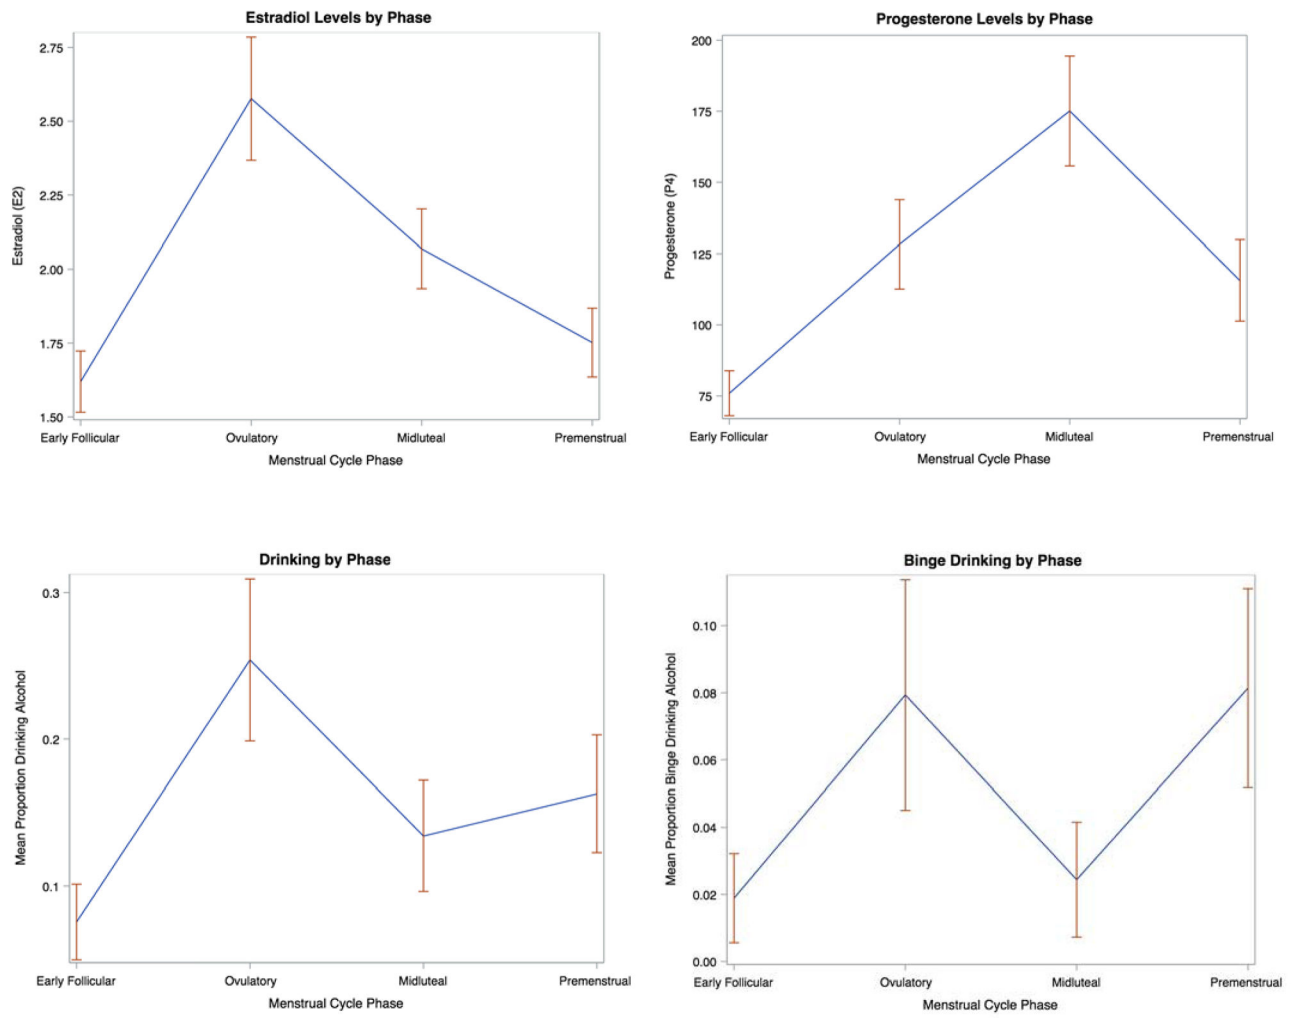 Estradiol Levels by Phase
2.75
2.50
2.25
2.00
1.75
1.50
Estradiol (E2)
Early Follicular Ovulatory Midluteal Premenstrual
Menstrual Cycle Phase
Progesterone Levels by Phase
200
175
150
125
100
75
Progesterone (P4)
Early Follicular Ovulatory Midluteal Premenstrual
Menstrual Cycle Phase
Drinking by Phase
0.3
0.2
0.1
Mean Proportion Drinking Alcohol
Early Follicular Ovulatory Midluteal Premenstrual
Menstrual Cycle Phase
Binge Drinking by Phase
0.10
0.08
0.06
0.04
0.02
0.00
Mean Proportion Binge Drinking Alcohol
Early Follicular Ovulatory Midluteal Premenstrual
Menstrual Cycle Phase